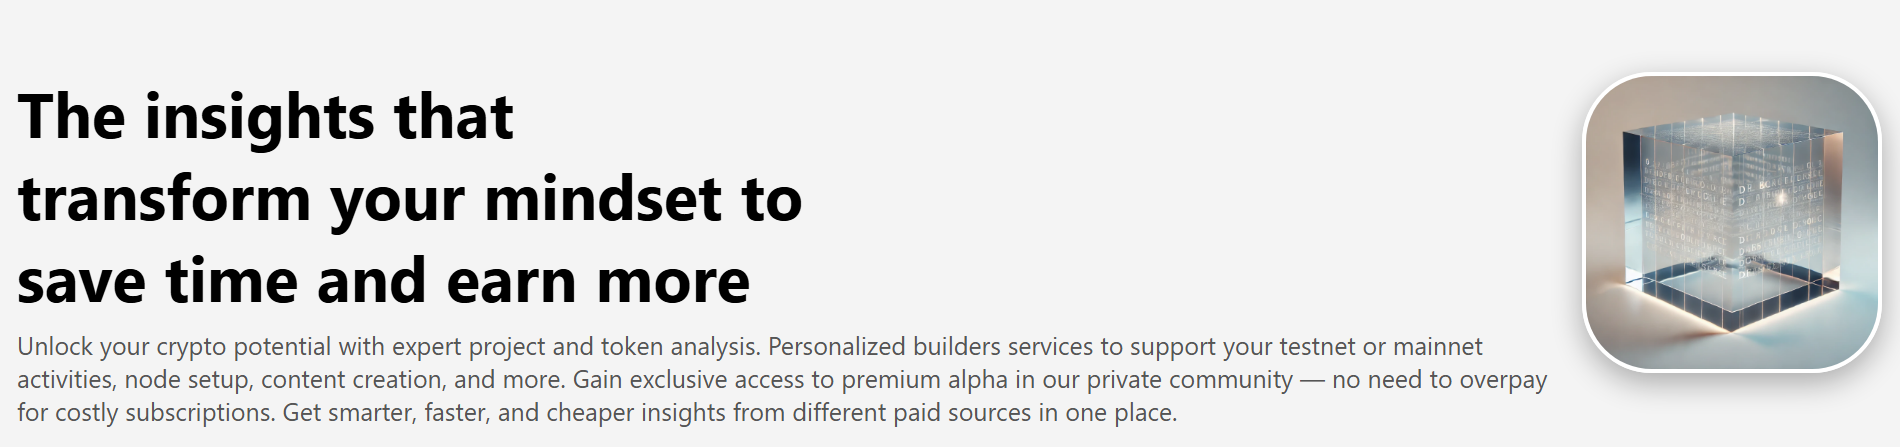 The insights that
transform your mindset to
save time and earn more
Unlock your crypto potential with expert project and token analysis. Personalized builders services to support your testnet or mainnet
activities, node setup, content creation, and more. Gain exclusive access to premium alpha in our private community — no need to overpay
for costly subscriptions. Get smarter, faster, and cheaper insights from different paid sources in one place.